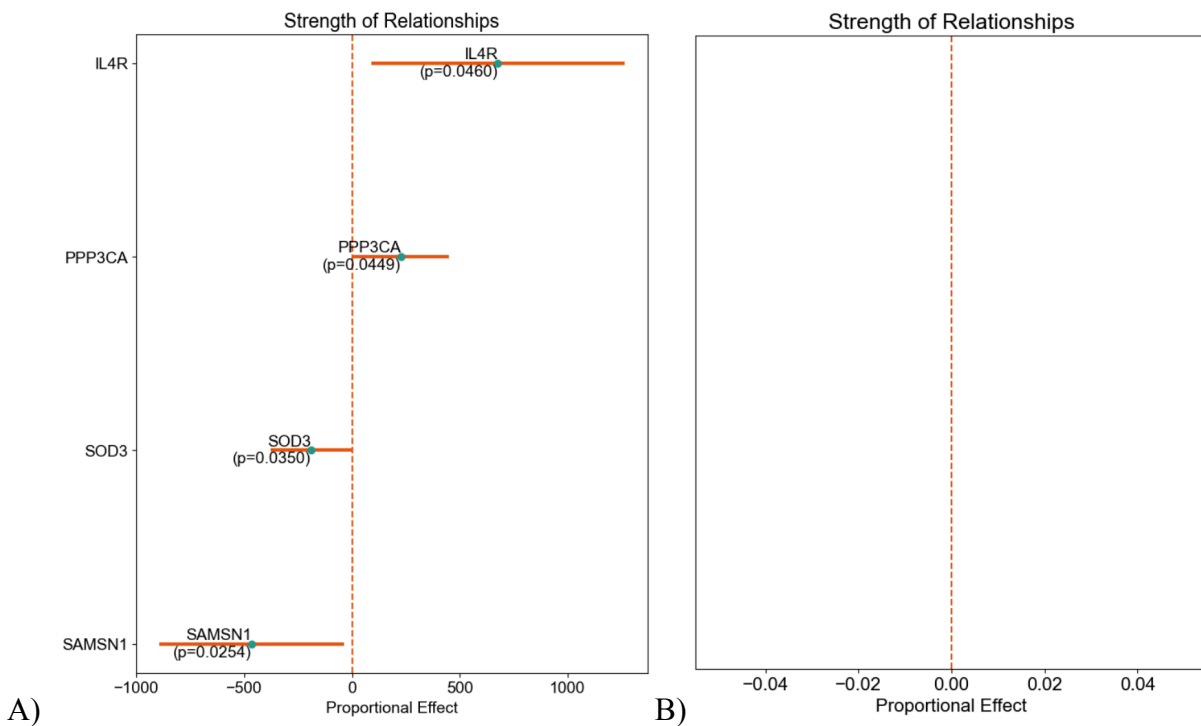 Strength of Relationships
IL4R
IL4R
(p=0.0460)
PPP3CA
PPP3CA
(p=0.0449)
SOD3
SOD3
(p=0.0350)
SAMSN1
SAMSN1
(p=0.0254)
−1000 −500 0 500 1000
Proportional Effect
A)
Strength of Relationships
−0.04 −0.02 0.00 0.02 0.04
Proportional Effect
B)